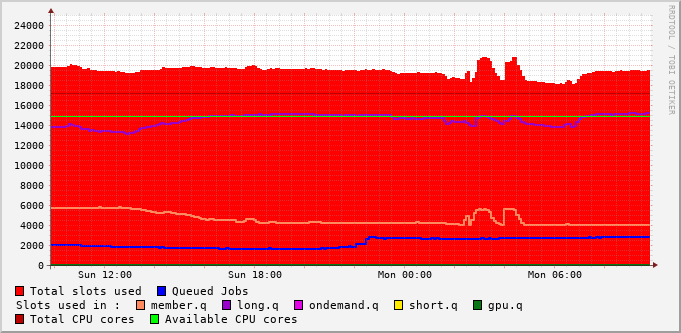 RRDTOOL / TOBI OETIKER
24000
22000
20000
18000
16000
14000
12000
10000
8000
6000
4000
2000
0
Sun 12:00 Sun 18:00 Mon 00:00 Mon 06:00
Total slots used Queued Jobs
Slots used in : member.q long.q ondemand.q short.q gpu.q
Total CPU cores Available CPU cores